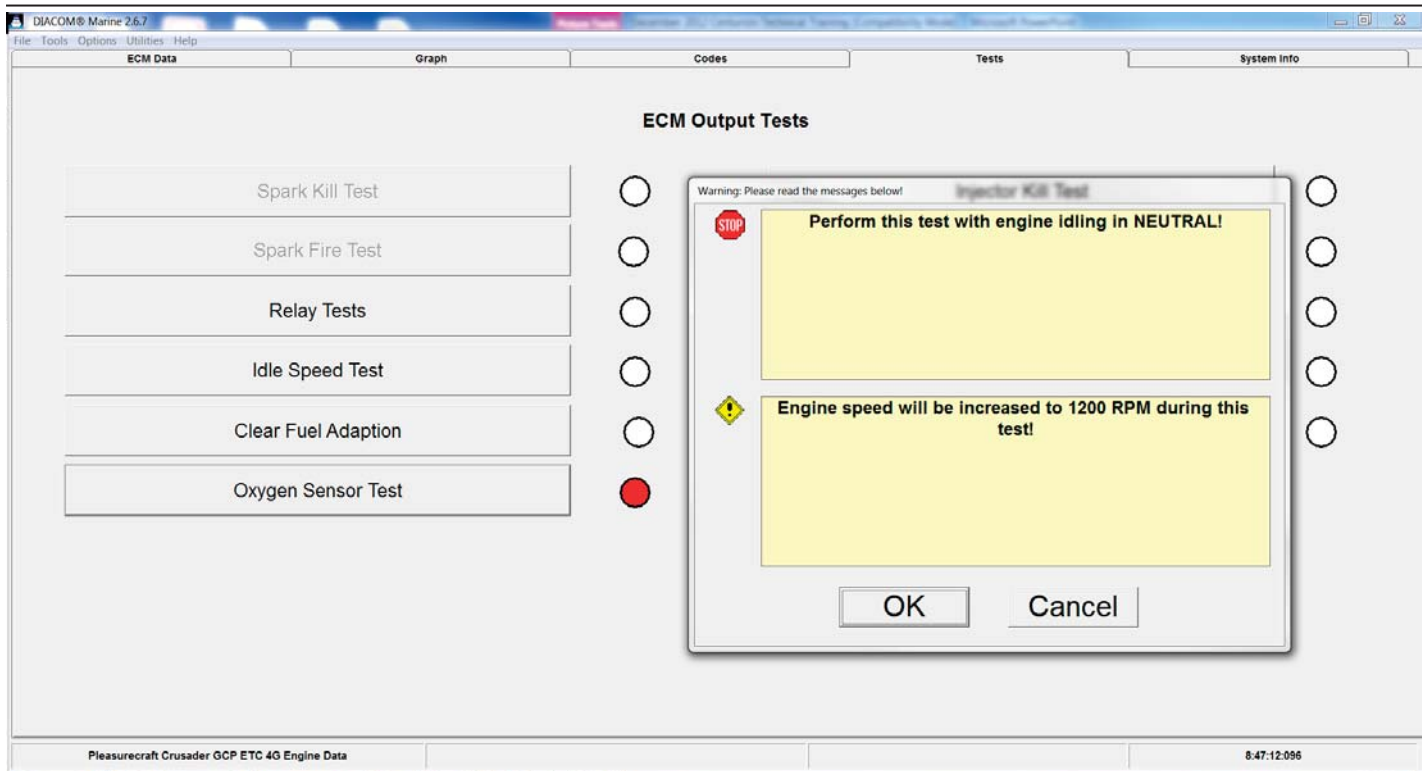 DIACOM® Marine 2.6.7
File Tools Options Utilities Help
ECM Data
Graph
Codes
Tests
System Info
ECM Output Tests
Spark Kill Test
Injector Kill Test
Spark Fire Test
Relay Tests
Idle Speed Test
Clear Fuel Adaption
Oxygen Sensor Test
Warning: Please read the messages below!
STOP
Perform this test with engine idling in NEUTRAL!
Engine speed will be increased to 1200 RPM during this
test!
OK
Cancel
Pleasurecraft Crusader GCP ETC 4G Engine Data
8:47:12:096